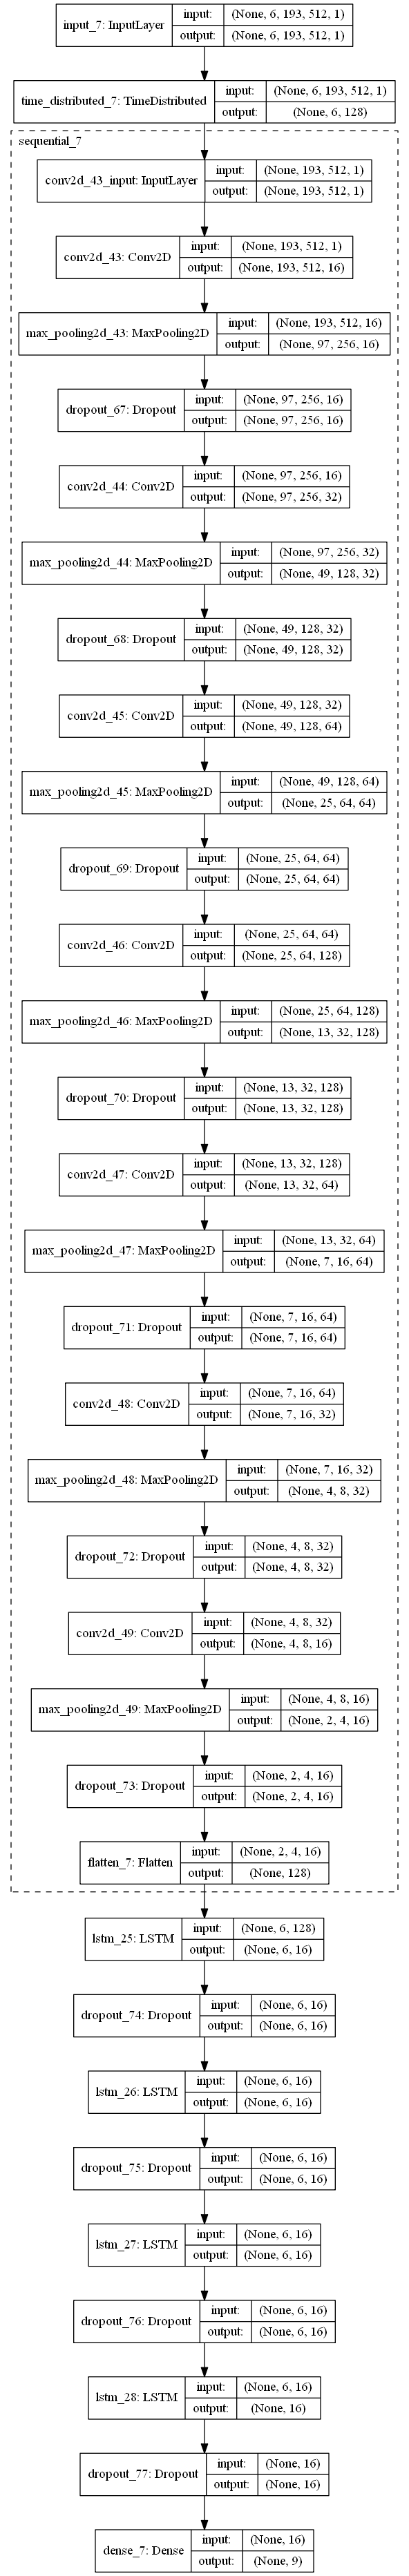 input_7: InputLayer
input: (None, 6, 193, 512, 1)
output: (None, 6, 193, 512, 1)
time_distributed_7: TimeDistributed
input: (None, 6, 193, 512, 1)
output: (None, 6, 128)
sequential_7
conv2d_43_input: InputLayer
input: (None, 193, 512, 1)
output: (None, 193, 512, 1)
conv2d_43: Conv2D
input: (None, 193, 512, 1)
output: (None, 193, 512, 16)
max_pooling2d_43: MaxPooling2D
input: (None, 193, 512, 16)
output: (None, 97, 256, 16)
dropout_67: Dropout
input: (None, 97, 256, 16)
output: (None, 97, 256, 16)
conv2d_44: Conv2D
input: (None, 97, 256, 16)
output: (None, 97, 256, 32)
max_pooling2d_44: MaxPooling2D
input: (None, 97, 256, 32)
output: (None, 49, 128, 32)
dropout_68: Dropout
input: (None, 49, 128, 32)
output: (None, 49, 128, 32)
conv2d_45: Conv2D
input: (None, 49, 128, 32)
output: (None, 49, 128, 64)
max_pooling2d_45: MaxPooling2D
input: (None, 49, 128, 64)
output: (None, 25, 64, 64)
dropout_69: Dropout
input: (None, 25, 64, 64)
output: (None, 25, 64, 64)
conv2d_46: Conv2D
input: (None, 25, 64, 64)
output: (None, 25, 64, 128)
max_pooling2d_46: MaxPooling2D
input: (None, 25, 64, 128)
output: (None, 13, 32, 128)
dropout_70: Dropout
input: (None, 13, 32, 128)
output: (None, 13, 32, 128)
conv2d_47: Conv2D
input: (None, 13, 32, 128)
output: (None, 13, 32, 64)
max_pooling2d_47: MaxPooling2D
input: (None, 13, 32, 64)
output: (None, 7, 16, 64)
dropout_71: Dropout
input: (None, 7, 16, 64)
output: (None, 7, 16, 64)
conv2d_48: Conv2D
input: (None, 7, 16, 64)
output: (None, 7, 16, 32)
max_pooling2d_48: MaxPooling2D
input: (None, 7, 16, 32)
output: (None, 4, 8, 32)
dropout_72: Dropout
input: (None, 4, 8, 32)
output: (None, 4, 8, 32)
conv2d_49: Conv2D
input: (None, 4, 8, 32)
output: (None, 4, 8, 16)
max_pooling2d_49: MaxPooling2D
input: (None, 4, 8, 16)
output: (None, 2, 4, 16)
dropout_73: Dropout
input: (None, 2, 4, 16)
output: (None, 2, 4, 16)
flatten_7: Flatten
input: (None, 2, 4, 16)
output: (None, 128)
lstm_25: LSTM
input: (None, 6, 128)
output: (None, 6, 16)
dropout_74: Dropout
input: (None, 6, 16)
output: (None, 6, 16)
lstm_26: LSTM
input: (None, 6, 16)
output: (None, 6, 16)
dropout_75: Dropout
input: (None, 6, 16)
output: (None, 6, 16)
lstm_27: LSTM
input: (None, 6, 16)
output: (None, 6, 16)
dropout_76: Dropout
input: (None, 6, 16)
output: (None, 6, 16)
lstm_28: LSTM
input: (None, 6, 16)
output: (None, 16)
dropout_77: Dropout
input: (None, 16)
output: (None, 16)
dense_7: Dense
input: (None, 16)
output: (None, 9)